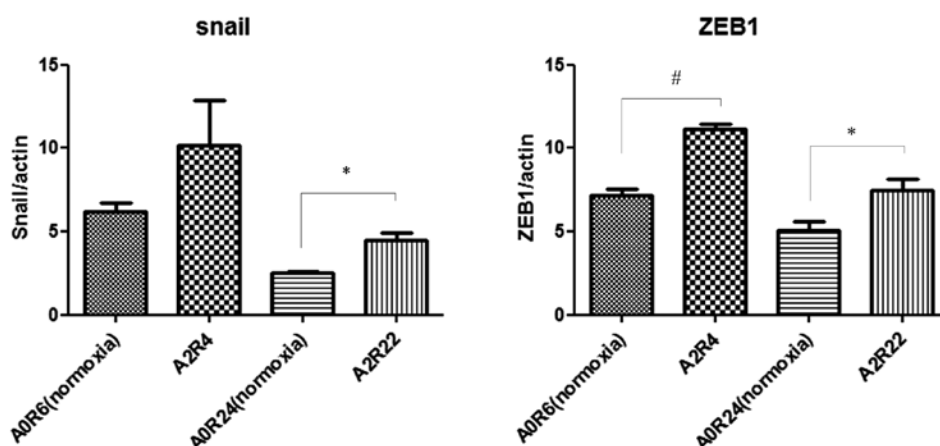 snail
15
10
5
0
Snail/actin
*
A0R6(normoxia)
A2R4
A0R24(normoxia)
A2R22
ZEB1
15
10
5
0
ZEB1/actin
#
*
A0R6(normoxia)
A2R4
A0R24(normoxia)
A2R22